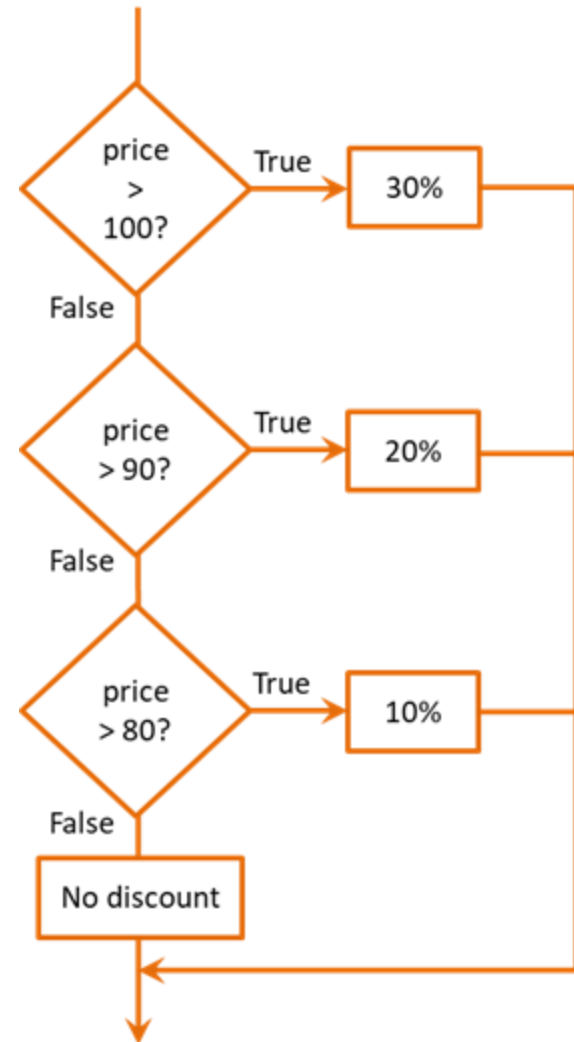 price
>
100?
True
30%
False
price
> 90?
True
20%
False
price
> 80?
True
10%
False
No discount